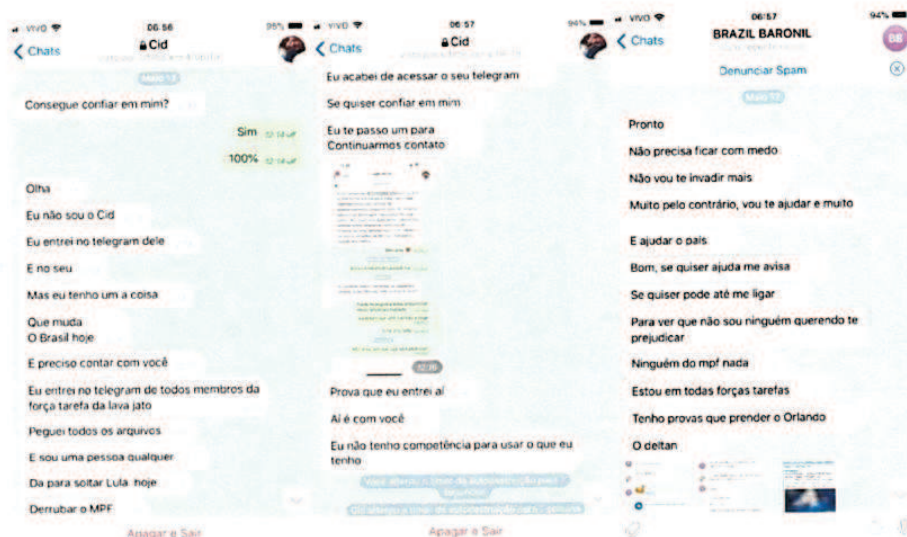 VIVO 06:56 95%
Chats
Cid
Maio 12
Consegue confiar em mim?
Sim
100%
Olha
Eu não sou o Cid
Eu entrei no telegram dele
E no seu
Mas eu tenho um a coisa
Que muda
O Brasil hoje
E preciso contar com você
Eu entrei no telegram de todos membros da
força tarefa da lava jato
Peguei todos os arquivos
E sou uma pessoa qualquer
Da para soltar Lula hoje
Derrubar o MPF
Apagar e Sair
VIVO 06:57 94%
Chats
Cid
Eu acabei de acessar o seu telegram
Se quiser confiar em mim
Eu te passo um para
Continuarmos contato
Prova que eu entrei aí
Aí é com você
Eu não tenho competência para usar o que eu
tenho
Apagar e Sair
VIVO 06:57 94%
Chats
BRAZIL BARONIL
BB
Denunciar Spam
Maio 12
Pronto
Não precisa ficar com medo
Não vou te invadir mais
Muito pelo contrário, vou te ajudar e muito
E ajudar o país
Bom, se quiser ajuda me avisa
Se quiser pode até me ligar
Para ver que não sou ninguém querendo te
prejudicar
Ninguém do mpf nada
Estou em todas forças tarefas
Tenho provas que prender o Orlando
O deltan